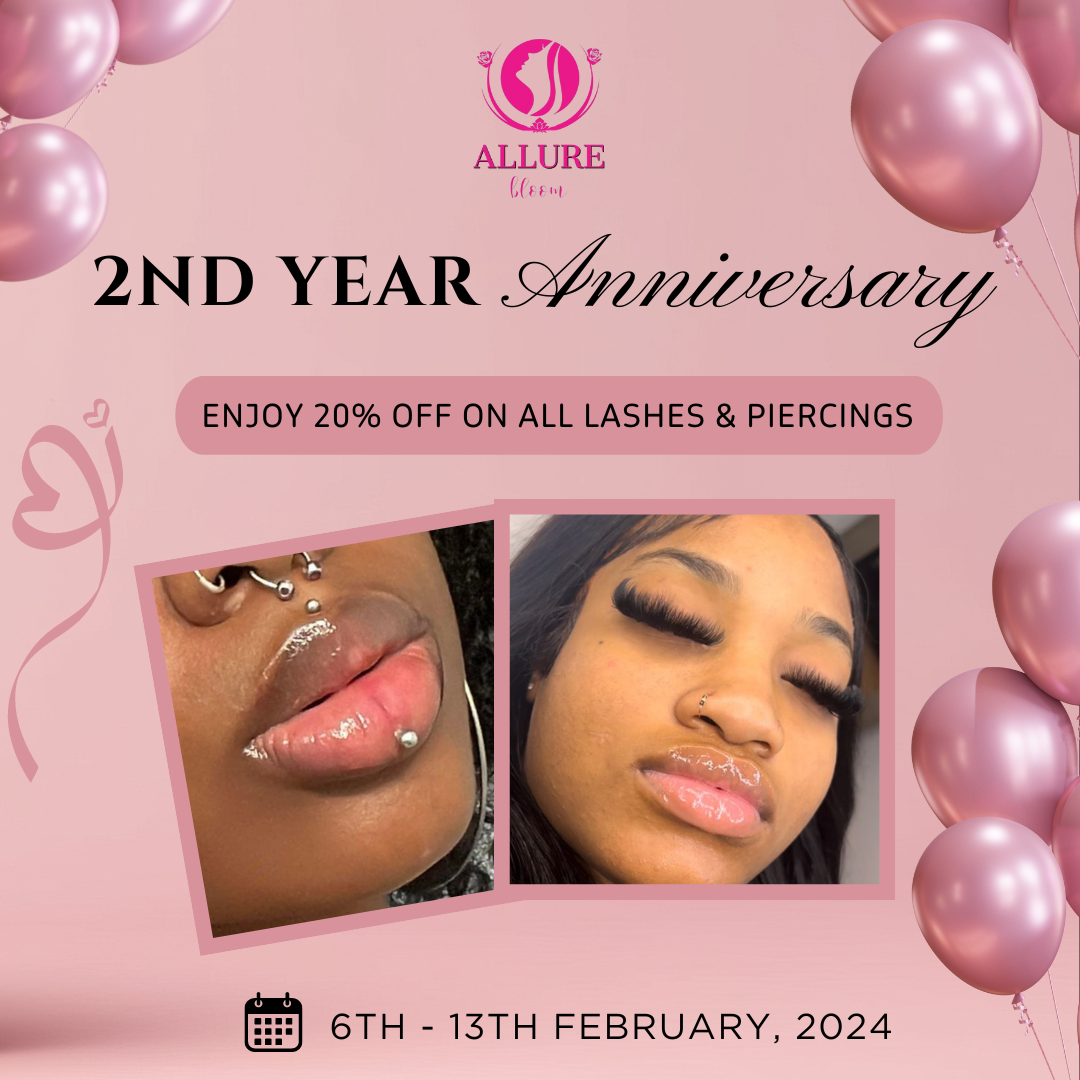 ALLURE
bloom
2ND YEAR Anniversary
ENJOY 20% OFF ON ALL LASHES & PIERCINGS
6TH - 13TH FEBRUARY, 2024